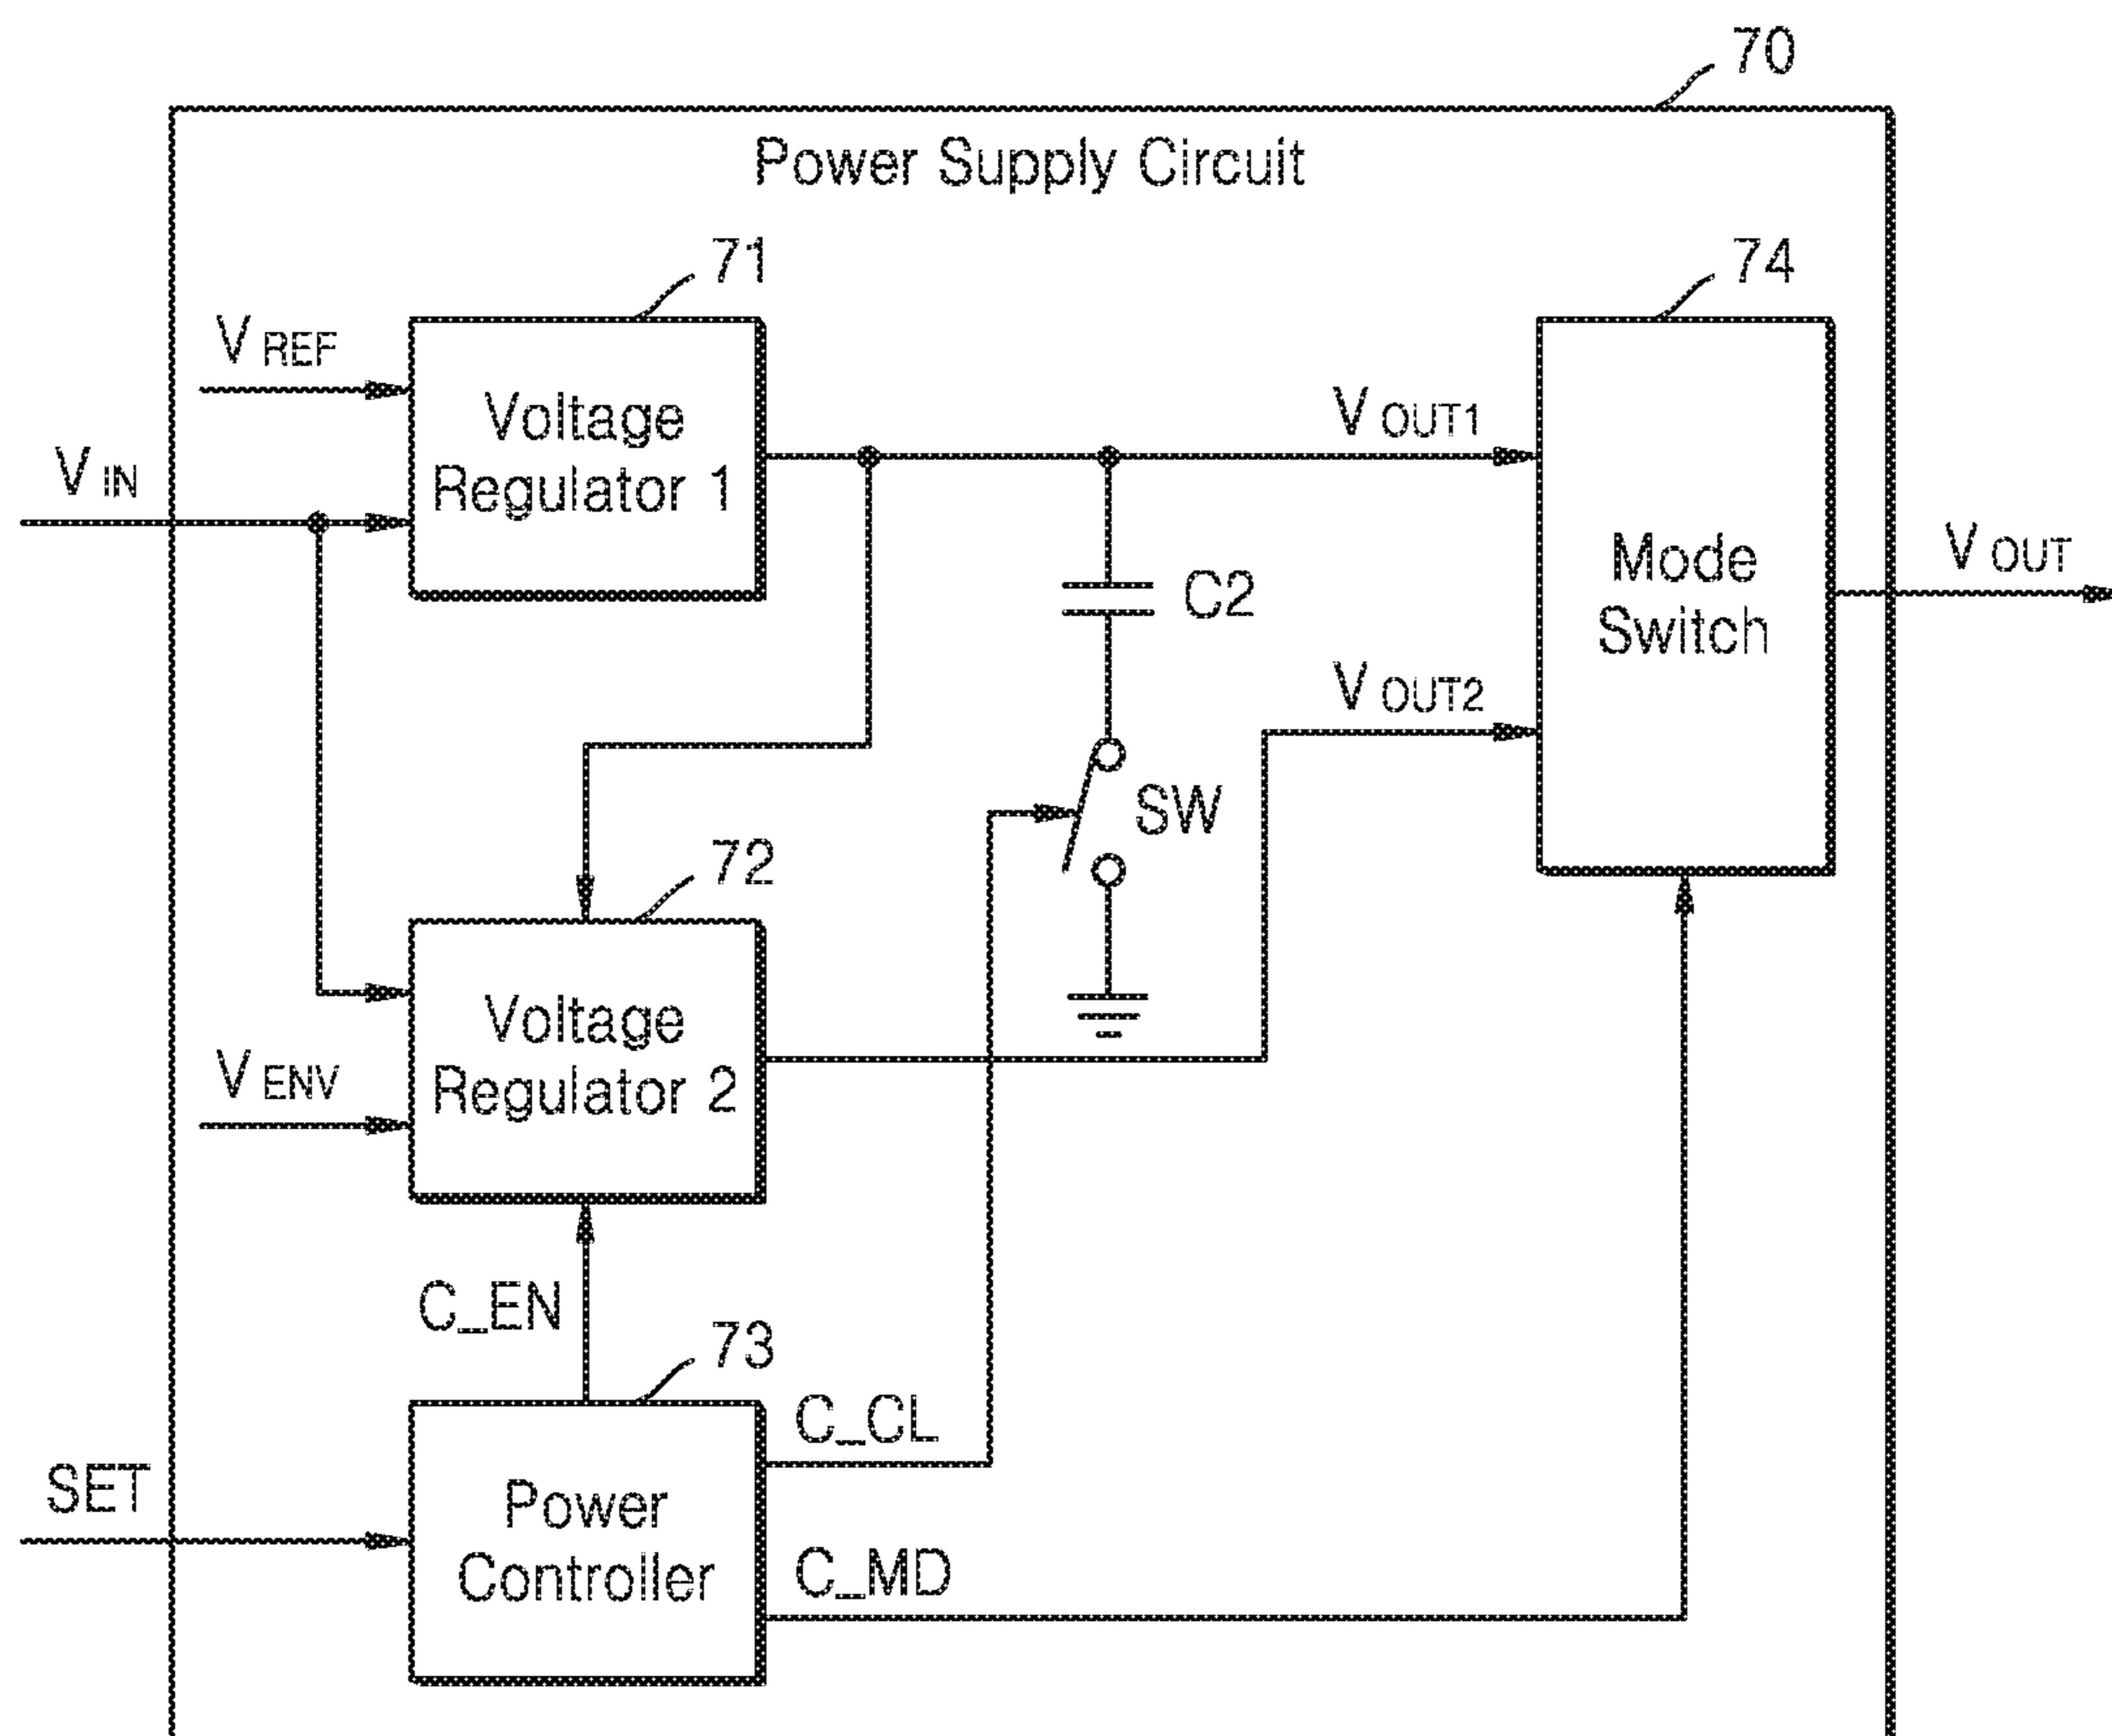 70
Power Supply Circuit
71
74
V REF
Voltage
Regulator 1
V OUT1
V IN
Mode
Switch
V OUT
C2
V OUT2
SW
72
Voltage
Regulator 2
V ENV
C_EN
73
C_CL
SET
Power
Controller
C_MD